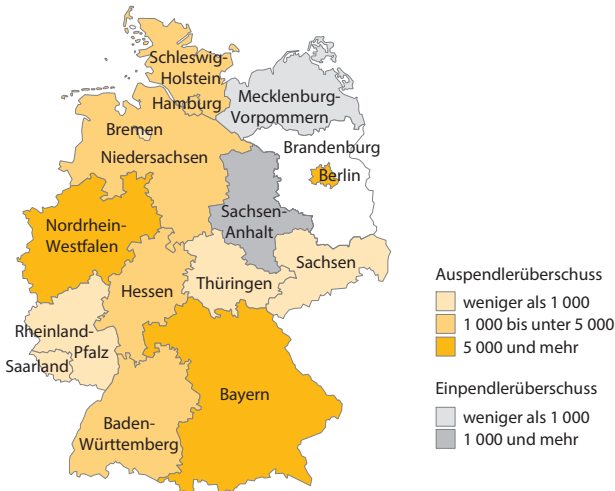 Schleswig-
Holstein
Hamburg
Mecklenburg-
Vorpommern
Bremen
Niedersachsen
Brandenburg
Berlin
Sachsen-
Anhalt
Nordrhein-
Westfalen
Hessen
Thüringen
Sachsen
Rheinland-
Pfalz
Saarland
Bayern
Baden-
Württemberg
Auspendlerüberschuss
weniger als 1 000
1 000 bis unter 5 000
5 000 und mehr
Einpendlerüberschuss
weniger als 1 000
1 000 und mehr